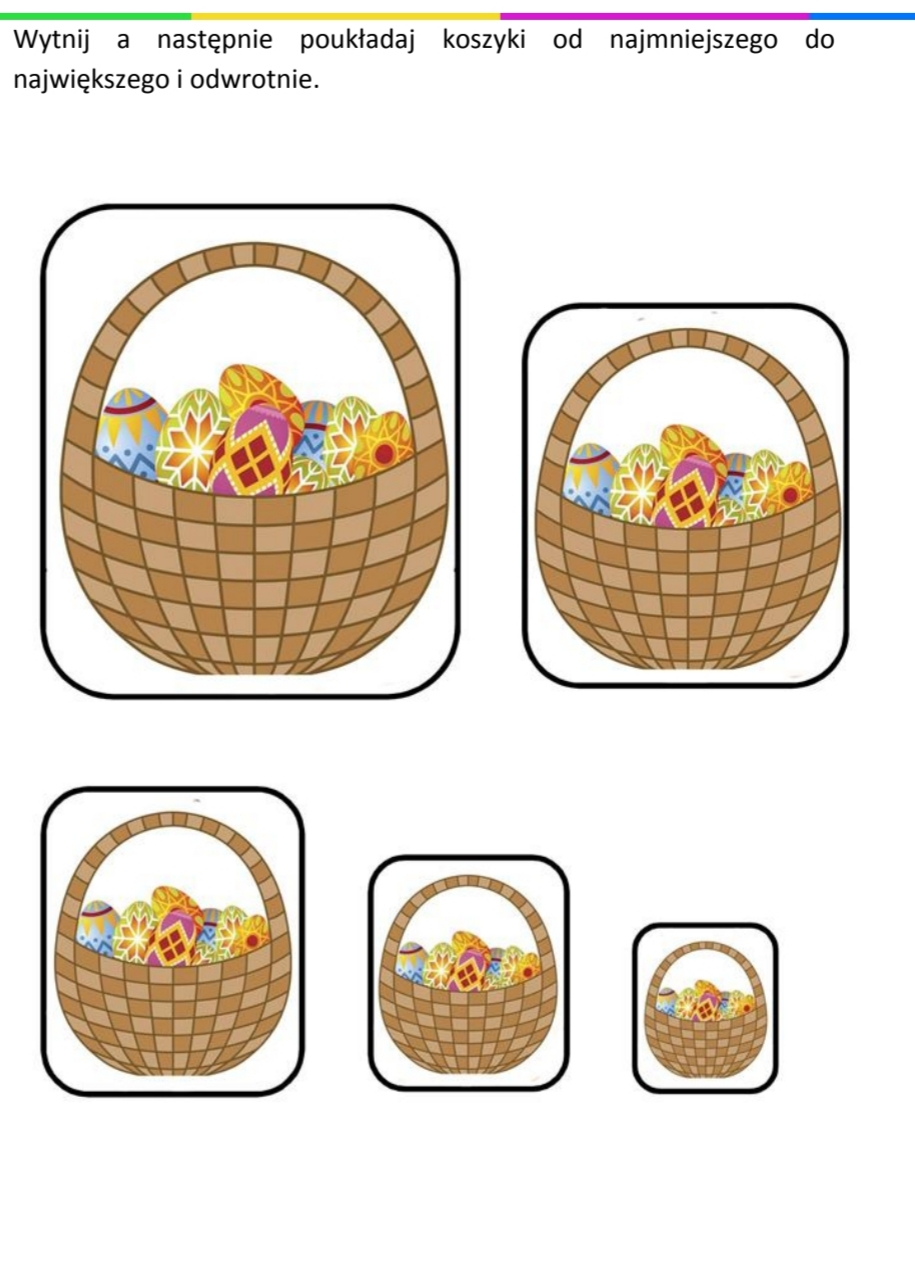 Wytnij a następnie poukładaj koszyki od najmniejszego do
największego i odwrotnie.